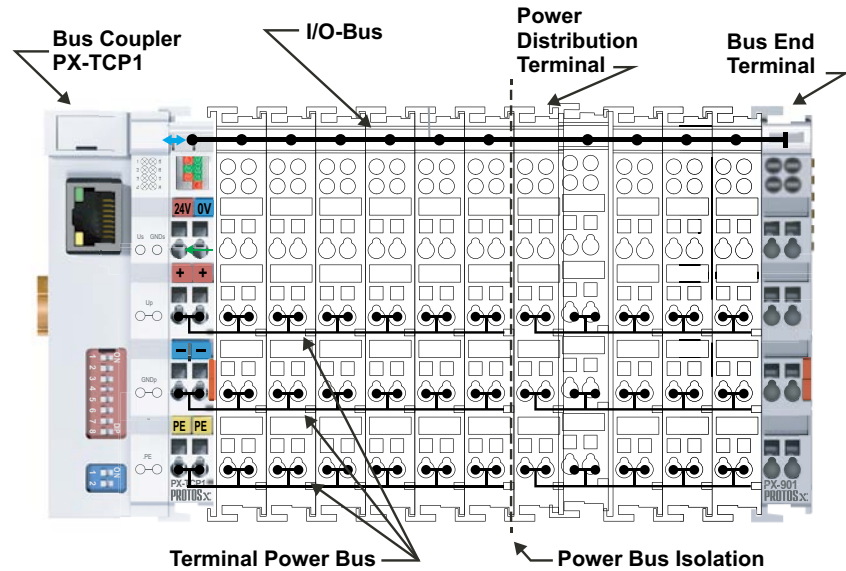 Bus Coupler
PX-TCP1
I/O-Bus
Power
Distribution
Terminal
Bus End
Terminal
24V 0V
Us GNDs
+ +
Up
- -
GNDp
ON
1 2 3 4 5 6 7 8
DP
PE PE
.PE
ON
1 2
PX-TCP1
PROTOS X:
PX-901
PROTOS X:
Terminal Power Bus
Power Bus Isolation